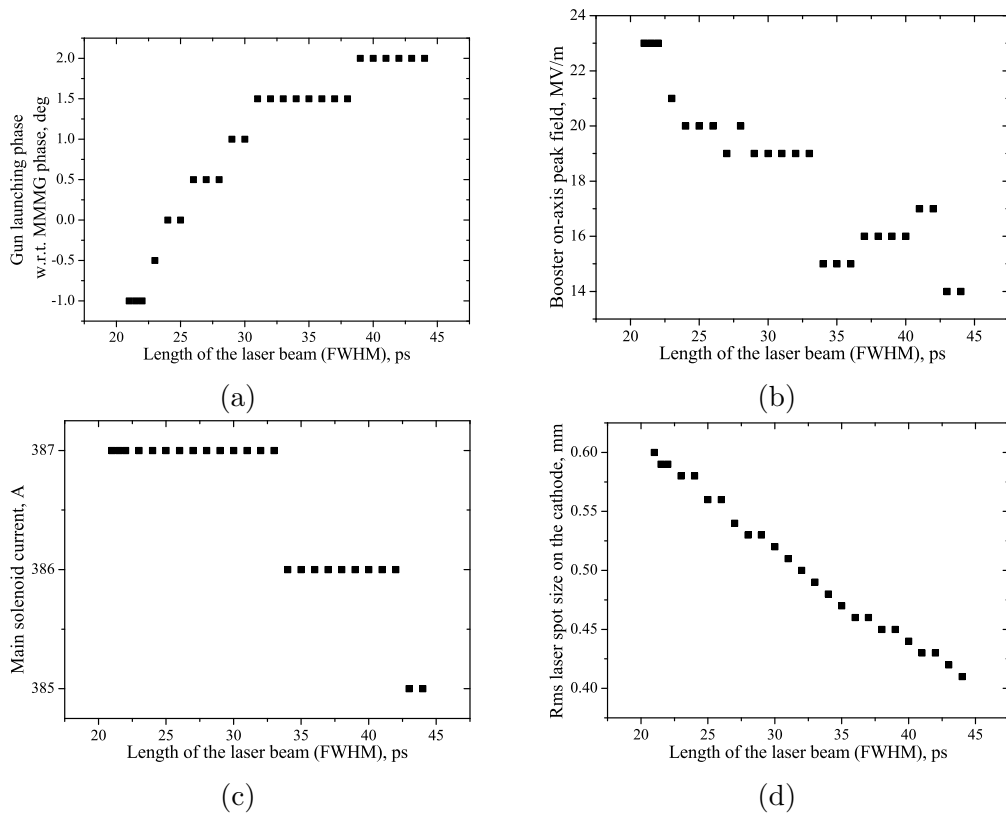 Gun launching phase
w.r.t. MMMG phase, deg
2.0
1.5
1.0
0.5
0.0
-0.5
-1.0
20 25 30 35 40 45
Length of the laser beam (FWHM), ps
(a)
Booster on-axis peak field, MV/m
24
22
20
18
16
14
20 25 30 35 40 45
Length of the laser beam (FWHM), ps
(b)
Main solenoid current, A
387
386
385
20 25 30 35 40 45
Length of the laser beam (FWHM), ps
(c)
Rms laser spot size on the cathode, mm
0.60
0.55
0.50
0.45
0.40
20 25 30 35 40 45
Length of the laser beam (FWHM), ps
(d)